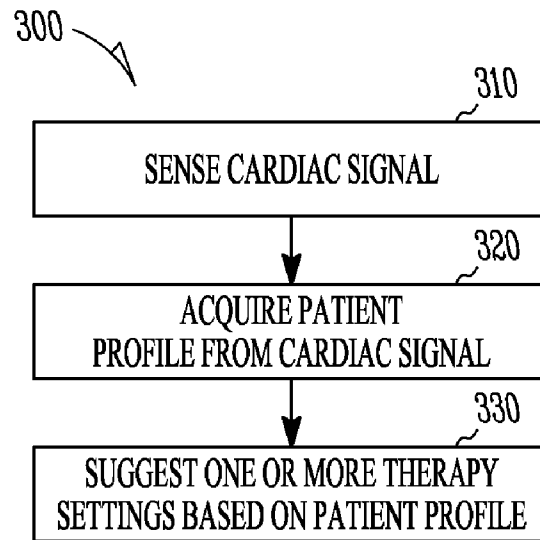 300
310
SENSE CARDIAC SIGNAL
320
ACQUIRE PATIENT
PROFILE FROM CARDIAC SIGNAL
330
SUGGEST ONE OR MORE THERAPY
SETTINGS BASED ON PATIENT PROFILE